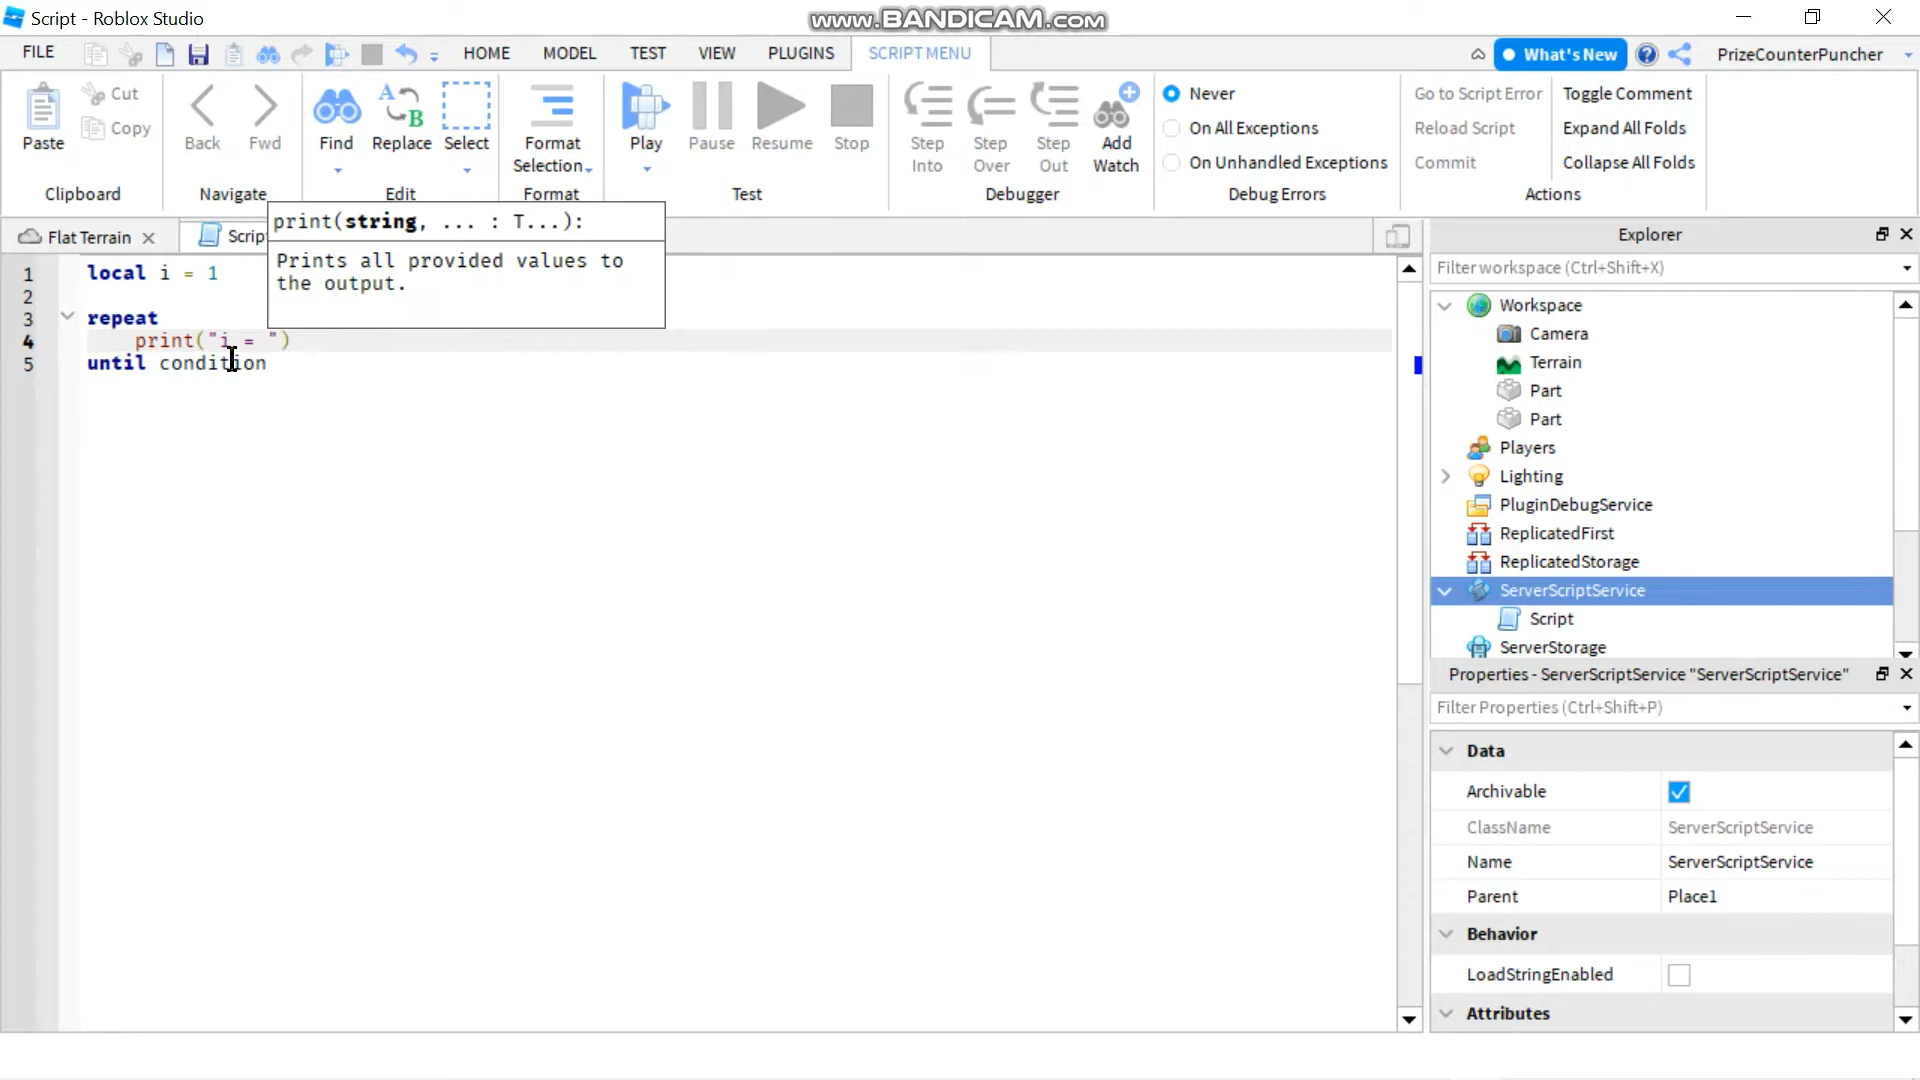 Script - Roblox Studio
www.BANDICAM.com
FILE
HOME
MODEL
TEST
VIEW
PLUGINS
SCRIPT MENU
What's New
PrizeCounterPuncher
Paste
Cut
Copy
Clipboard
Back
Fwd
Navigate
Find
Replace
Select
Edit
Format
Selection
Format
Play
Pause
Resume
Stop
Test
Step
Into
Step
Over
Step
Out
Add
Watch
Debugger
Never
On All Exceptions
On Unhandled Exceptions
Debug Errors
Go to Script Error
Reload Script
Commit
Toggle Comment
Expand All Folds
Collapse All Folds
Actions
Flat Terrain
Script
print(string, ... : T...):
Prints all provided values to
the output.
1 local i = 1
2
3 repeat
4 print("i = ")
5 until condition
Explorer
Filter workspace (Ctrl+Shift+X)
Workspace
Camera
Terrain
Part
Part
Players
Lighting
PluginDebugService
ReplicatedFirst
ReplicatedStorage
ServerScriptService
Script
ServerStorage
Properties - ServerScriptService "ServerScriptService"
Filter Properties (Ctrl+Shift+P)
Data
Archivable
ClassName ServerScriptService
Name ServerScriptService
Parent Place1
Behavior
LoadStringEnabled
Attributes